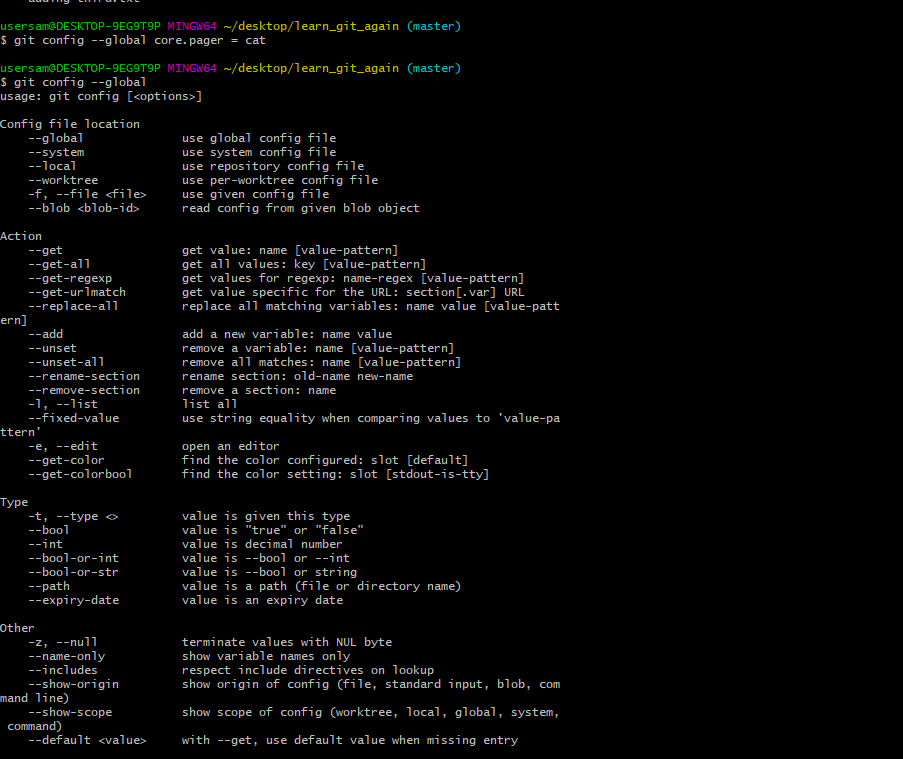 adding third.txt
usersam@DESKTOP-9EG9T9P MINGW64 ~/desktop/learn_git_again (master)
$ git config --global core.pager = cat
usersam@DESKTOP-9EG9T9P MINGW64 ~/desktop/learn_git_again (master)
$ git config --global
usage: git config [<options>]
Config file location
    --global              use global config file
    --system              use system config file
    --local               use repository config file
    --worktree            use per-worktree config file
    -f, --file <file>     use given config file
    --blob <blob-id>      read config from given blob object
Action
    --get                 get value: name [value-pattern]
    --get-all             get all values: key [value-pattern]
    --get-regexp          get values for regexp: name-regex [value-pattern]
    --get-urlmatch        get value specific for the URL: section[.var] URL
    --replace-all         replace all matching variables: name value [value-patt
ern]
    --add                 add a new variable: name value
    --unset               remove a variable: name [value-pattern]
    --unset-all           remove all matches: name [value-pattern]
    --rename-section      rename section: old-name new-name
    --remove-section      remove a section: name
    -l, --list            list all
    --fixed-value         use string equality when comparing values to 'value-pa
ttern'
    -e, --edit            open an editor
    --get-color           find the color configured: slot [default]
    --get-colorbool       find the color setting: slot [stdout-is-tty]
Type
    -t, --type <>         value is given this type
    --bool                value is "true" or "false"
    --int                 value is decimal number
    --bool-or-int         value is --bool or --int
    --bool-or-str         value is --bool or string
    --path                value is a path (file or directory name)
    --expiry-date         value is an expiry date
Other
    -z, --null            terminate values with NUL byte
    --name-only           show variable names only
    --includes            respect include directives on lookup
    --show-origin         show origin of config (file, standard input, blob, com
mand line)
    --show-scope          show scope of config (worktree, local, global, system,
 command)
    --default <value>     with --get, use default value when missing entry